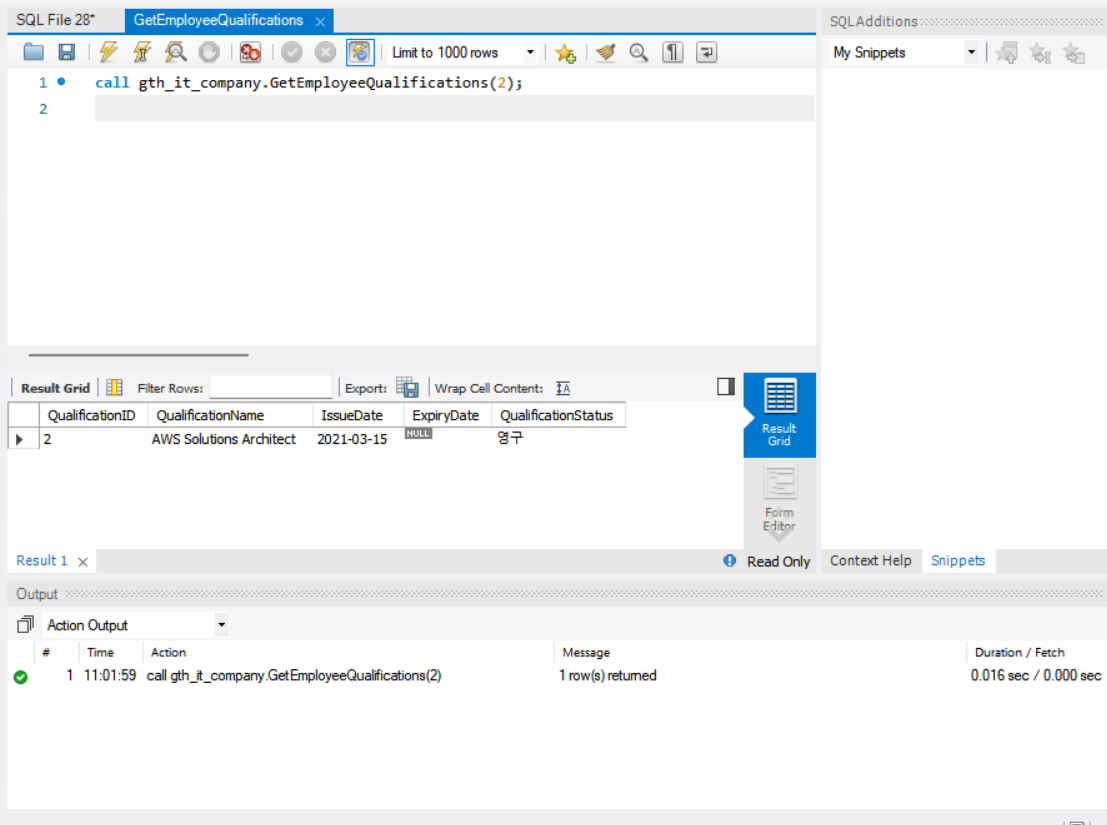 SQL File 28* GetEmployeeQualifications SQLAdditions
Limit to 1000 rows My Snippets
1 call gth_it_company.GetEmployeeQualifications(2);
2
Result Grid Filter Rows: Export: Wrap Cell Content:
QualificationID QualificationName IssueDate ExpiryDate QualificationStatus
2 AWS Solutions Architect 2021-03-15 NULL 영구
Result
Grid
Form
Editor
Result 1 Read Only Context Help Snippets
Output
Action Output
# Time Action Message Duration / Fetch
1 11:01:59 call gth_it_company.GetEmployeeQualifications(2) 1 row(s) returned 0.016 sec / 0.000 sec